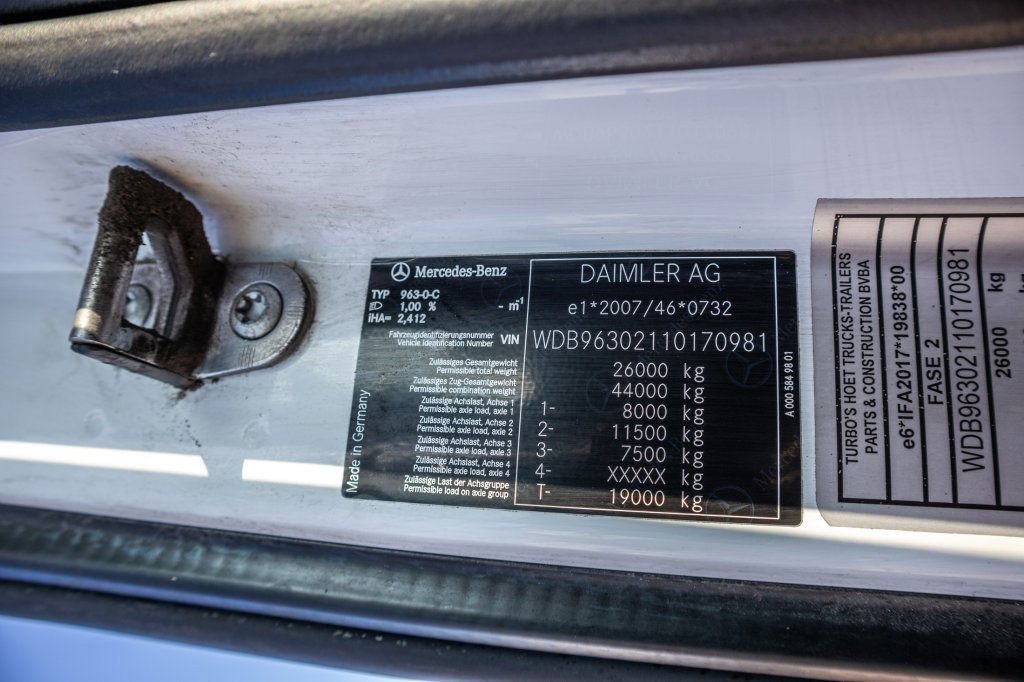 Mercedes-Benz
DAIMLER AG
TYP 963-0-C
1,00 % - m⁻¹
iHA= 2,412
e1*2007/46*0732
Fahrzeugidentifizierungsnummer
Vehicle Identification Number VIN WDB96302110170981
Zulässiges Gesamtgewicht
Permissible total weight 26000 kg
Zulässiges Zug-Gesamtgewicht
Permissible combination weight 44000 kg
Zulässige Achslast, Achse 1
Permissible axle load, axle 1 1- 8000 kg
Zulässige Achslast, Achse 2
Permissible axle load, axle 2 2- 11500 kg
Zulässige Achslast, Achse 3
Permissible axle load, axle 3 3- 7500 kg
Zulässige Achslast, Achse 4
Permissible axle load, axle 4 4- XXXXX kg
Zulässige Last der Achsgruppe
Permissible load on axle group T- 19000 kg
Made in Germany
A 000 584 98 01
TURBO'S HOET TRUCKS-TRAILERS
PARTS & CONSTRUCTION BVBA
e6*IFA2017*19838*00
FASE 2
WDB96302110170981
26000 kg